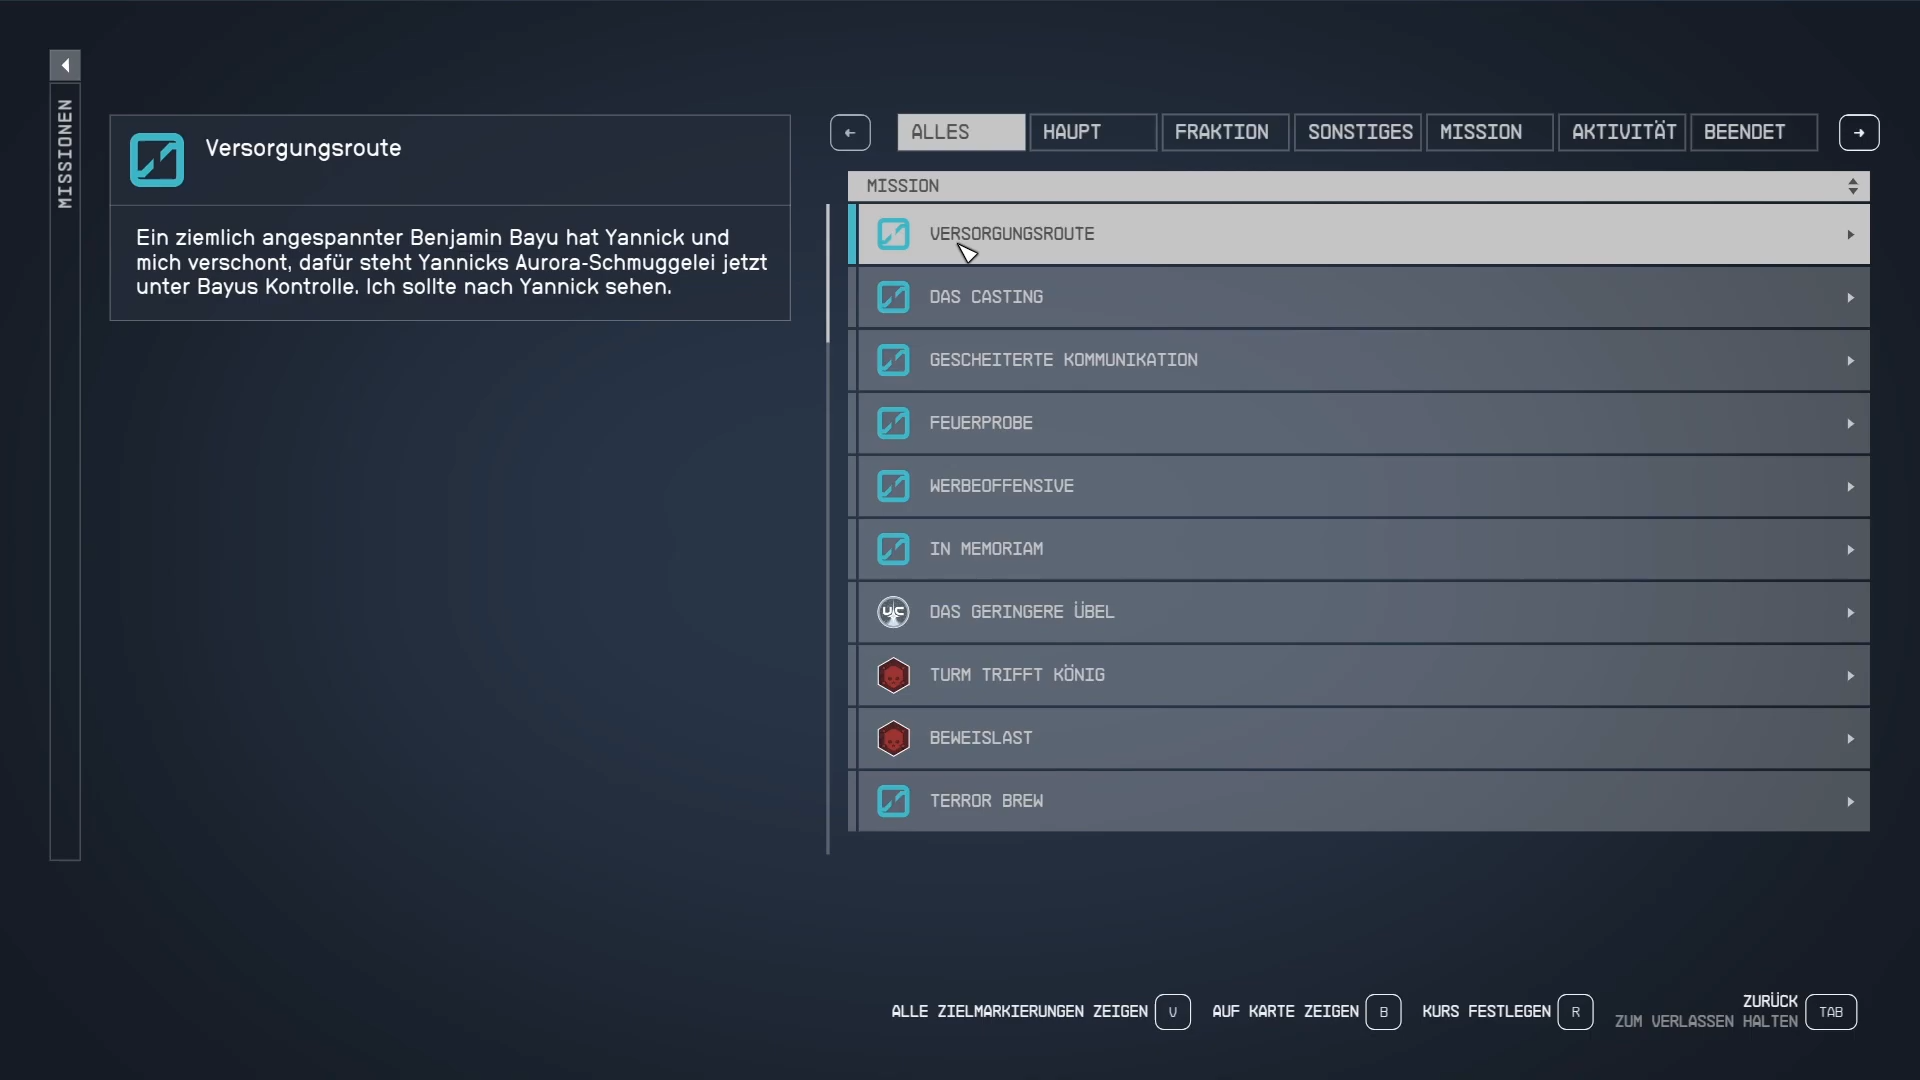 MISSIONEN
Versorgungsroute
Ein ziemlich angespannter Benjamin Bayu hat Yannick und
mich verschont, dafür steht Yannicks Aurora-Schmuggelei jetzt
unter Bayus Kontrolle. Ich sollte nach Yannick sehen.
ALLES HAUPT FRAKTION SONSTIGES MISSION AKTIVITÄT BEENDET
MISSION
VERSORGUNGSROUTE
DAS CASTING
GESCHEITERTE KOMMUNIKATION
FEUERPROBE
WERBEOFFENSIVE
IN MEMORIAM
UC DAS GERINGERE ÜBEL
TURM TRIFFT KÖNIG
BEWEISLAST
TERROR BREW
ALLE ZIELMARKIERUNGEN ZEIGEN V AUF KARTE ZEIGEN B KURS FESTLEGEN R ZURÜCK
ZUM VERLASSEN HALTEN TAB